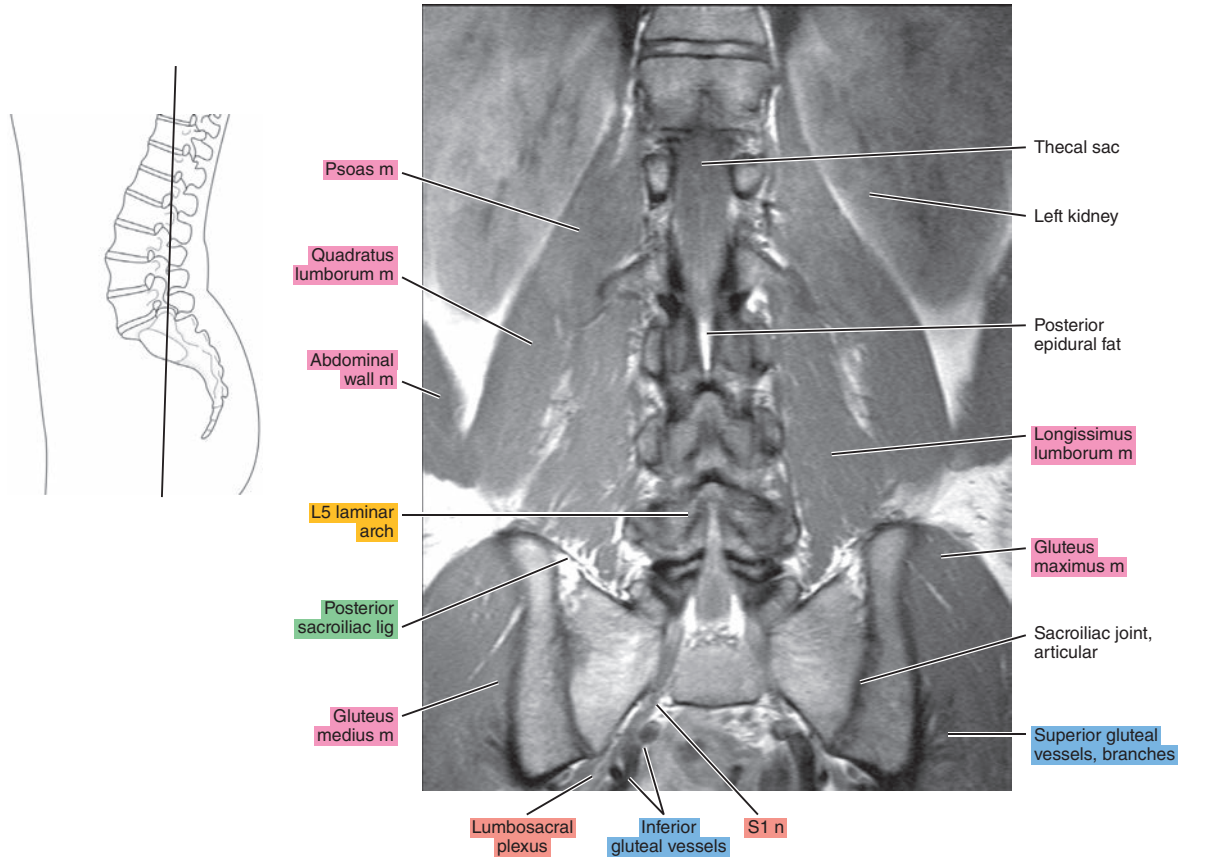 Psoas m
Quadratus
lumborum m
Abdominal
wall m
L5 laminar
arch
Posterior
sacroiliac lig
Gluteus
medius m
Thecal sac
Left kidney
Posterior
epidural fat
Longissimus
lumborum m
Gluteus
maximus m
Sacroiliac joint,
articular
Superior gluteal
vessels, branches
Lumbosacral
plexus
Inferior
gluteal vessels
S1 n